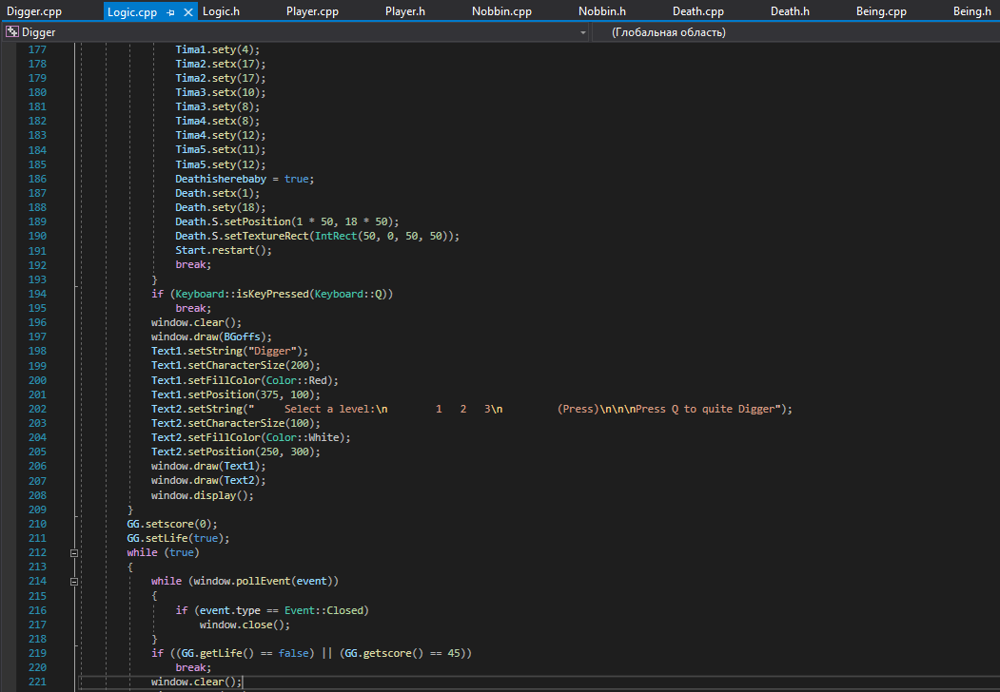 Digger.cpp Logic.cpp Logic.h Player.cpp Player.h Nobbin.cpp Nobbin.h Death.cpp Death.h Being.cpp Being.h
Digger (Глобальная область)
177 Tima1.sety(4);
178 Tima2.setx(17);
179 Tima2.sety(17);
180 Tima3.setx(10);
181 Tima3.sety(8);
182 Tima4.setx(8);
183 Tima4.sety(12);
184 Tima5.setx(11);
185 Tima5.sety(12);
186 Deathisherebaby = true;
187 Death.setx(1);
188 Death.sety(18);
189 Death.S.setPosition(1 * 50, 18 * 50);
190 Death.S.setTextureRect(IntRect(50, 0, 50, 50));
191 Start.restart();
192 break;
193 }
194 if (Keyboard::isKeyPressed(Keyboard::Q))
195 break;
196 window.clear();
197 window.draw(BGoffs);
198 Text1.setString("Digger");
199 Text1.setCharacterSize(200);
200 Text1.setFillColor(Color::Red);
201 Text1.setPosition(375, 100);
202 Text2.setString("     Select a level:\n        1   2   3\n         (Press)\n\n\nPress Q to quite Digger");
203 Text2.setCharacterSize(100);
204 Text2.setFillColor(Color::White);
205 Text2.setPosition(250, 300);
206 window.draw(Text1);
207 window.draw(Text2);
208 window.display();
209 }
210 GG.setscore(0);
211 GG.setLife(true);
212 while (true)
213 {
214 while (window.pollEvent(event))
215 {
216 if (event.type == Event::Closed)
217 window.close();
218 }
219 if ((GG.getLife() == false) || (GG.getscore() == 45))
220 break;
221 window.clear();